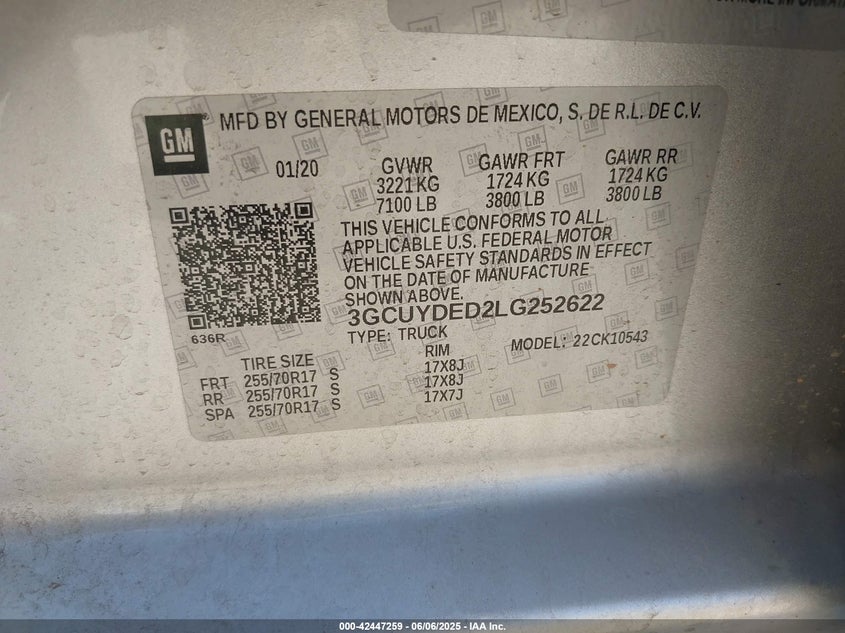 GM
MFD BY GENERAL MOTORS DE MEXICO, S. DE R.L. DE C.V.
01/20
GVWR GAWR FRT GAWR RR
3221 KG 1724 KG 1724 KG
7100 LB 3800 LB 3800 LB
THIS VEHICLE CONFORMS TO ALL
APPLICABLE U.S. FEDERAL MOTOR
VEHICLE SAFETY STANDARDS IN EFFECT
ON THE DATE OF MANUFACTURE
SHOWN ABOVE.
3GCUYDED2LG252622
636R
TYPE: TRUCK MODEL: 22CK10543
TIRE SIZE RIM
FRT 255/70R17 S 17X8J
RR 255/70R17 S 17X8J
SPA 255/70R17 S 17X7J
000-42447259 - 06/06/2025 - IAA Inc.